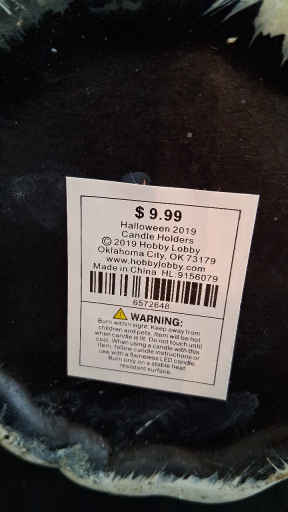 $ 9.99
Halloween 2019
Candle Holders
© 2019 Hobby Lobby
Oklahoma City, OK 73179
www.hobbylobby.com
Made in China HL:9156079
6572648
WARNING:
Burn within sight. Keep away from
children and pets. Item will be hot
when candle is lit. Do not touch until
cool. When using a candle with this
item, follow candle instructions or
use with a flameless LED candle.
Burn only on a stable heat
resistant surface.